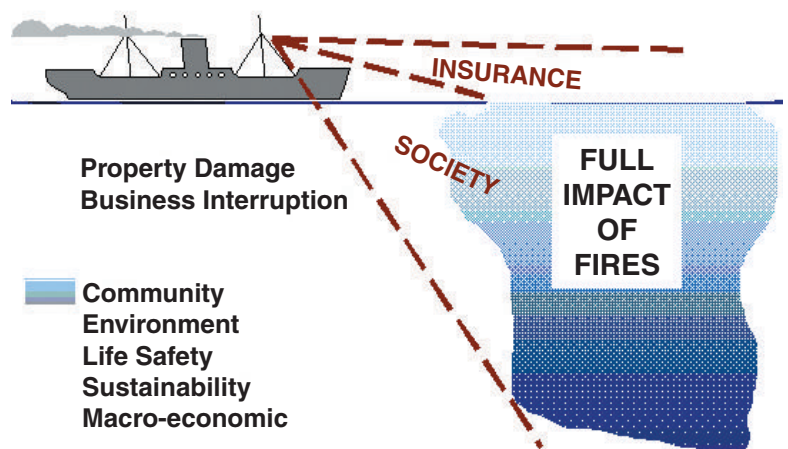 INSURANCE
SOCIETY
Property Damage
Business Interruption
FULL
IMPACT
OF
FIRES
Community
Environment
Life Safety
Sustainability
Macro-economic